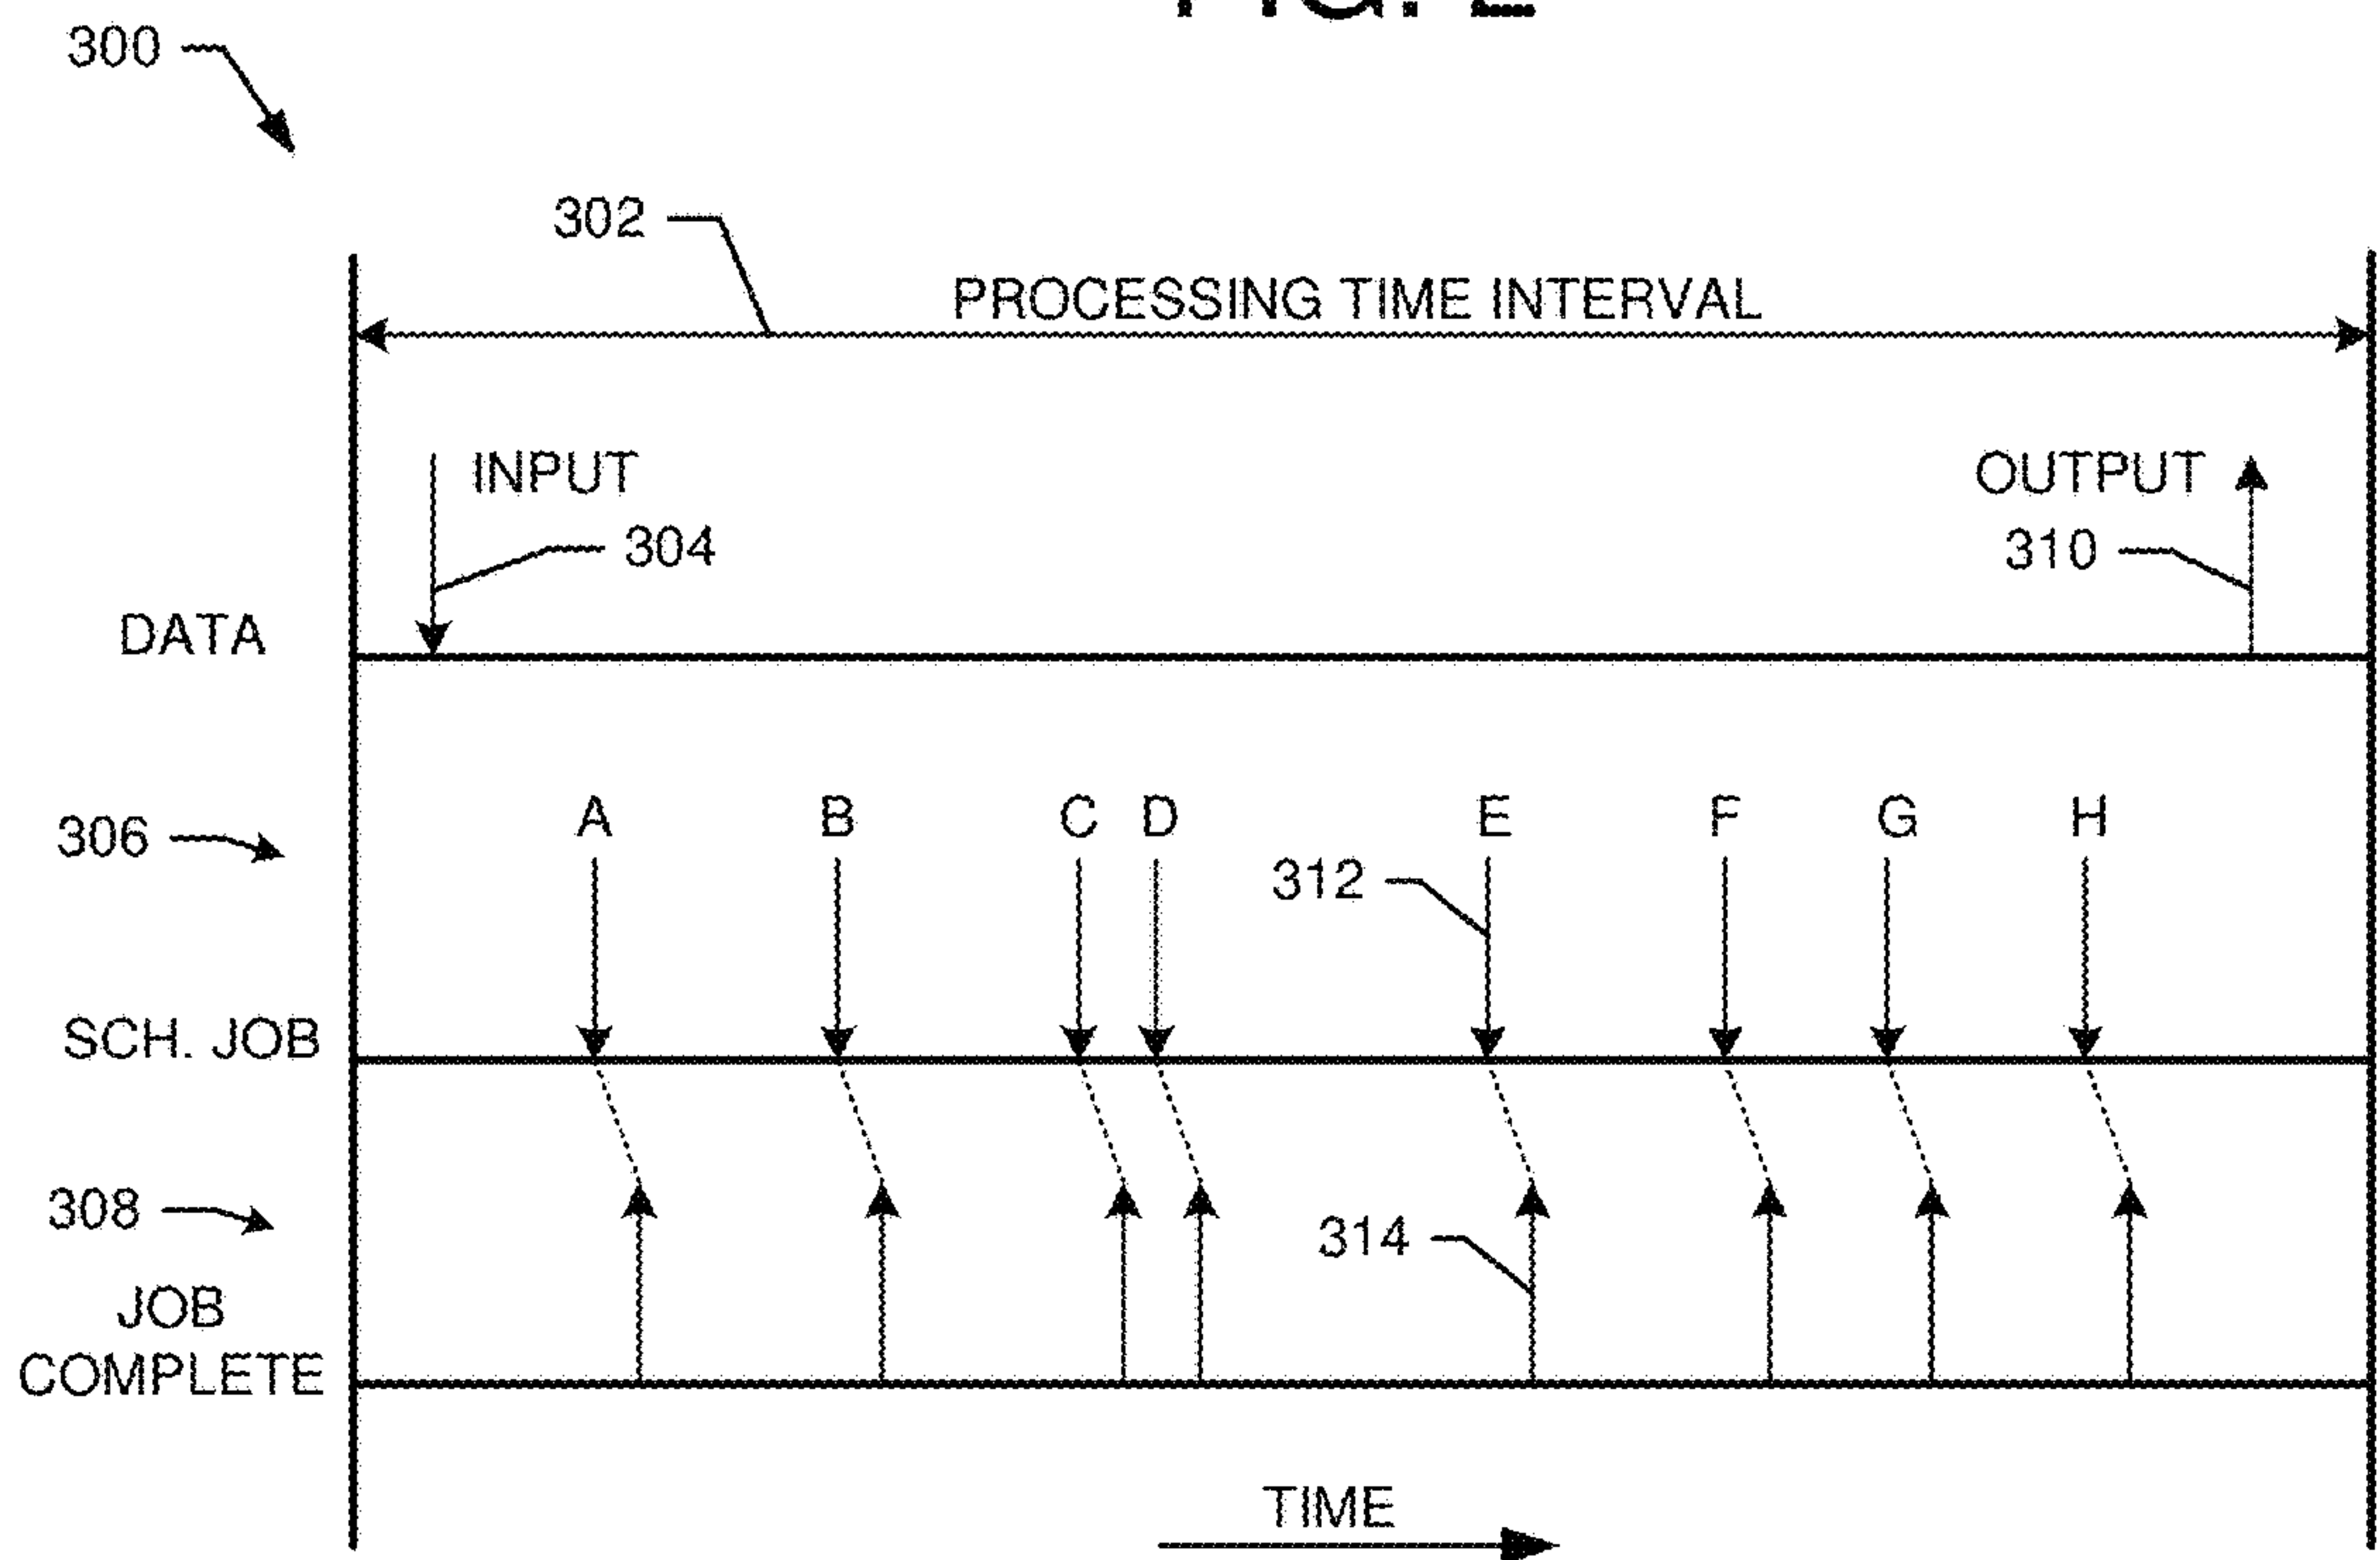 300
302
PROCESSING TIME INTERVAL
INPUT
OUTPUT
304
310
DATA
A B C D E F G H
306
312
SCH. JOB
308
314
JOB
COMPLETE
TIME